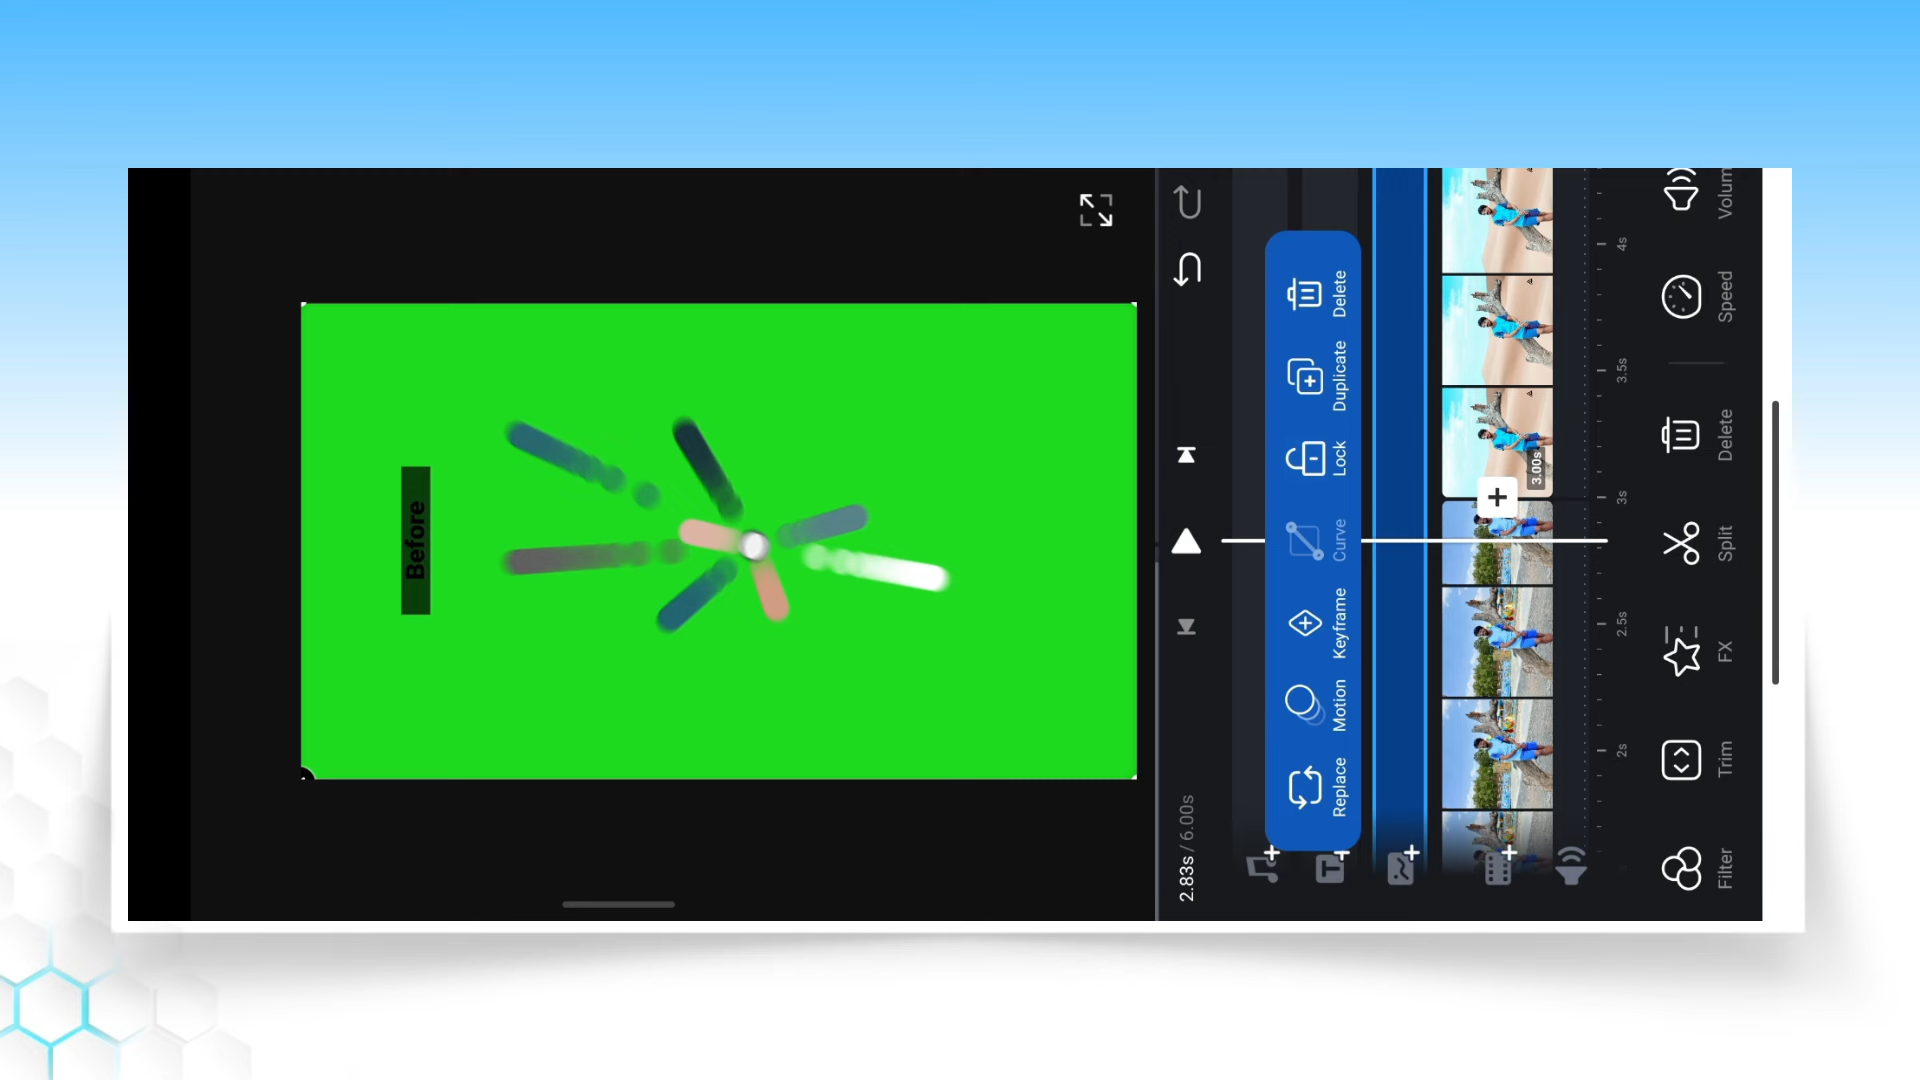 Before
2.83s / 6.00s
Replace
Motion
Keyframe
Curve
Lock
Duplicate
Delete
T
3.00s
2s
2.5s
3s
3.5s
4s
Filter
Trim
FX
Split
Delete
Speed
Volum